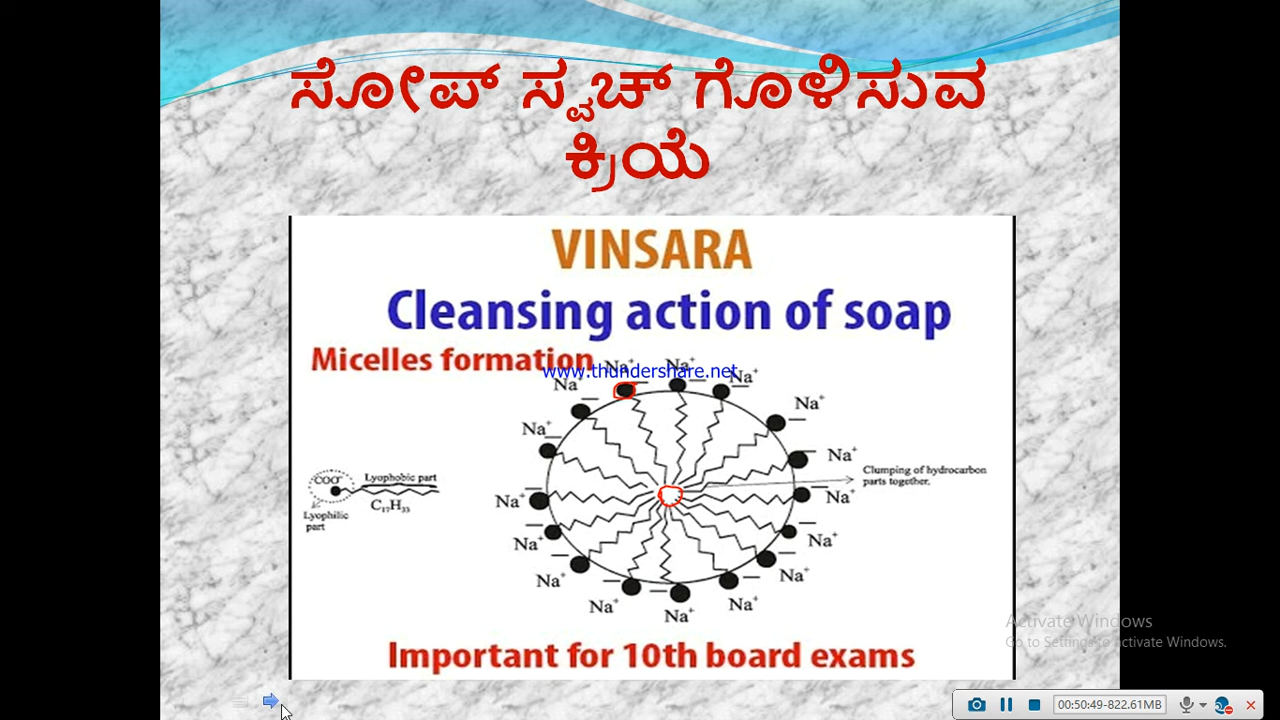 ಸೋಪ್ ಸ್ವಚ್ ಗೊಳಿಸುವ
ಕ್ರಿಯೆ
VINSARA
Cleansing action of soap
Micelles formation
www.thundershare.net
Na⁺
Na⁺
Na⁺
Na
Na⁺
Na⁺
Na⁺
Na⁺
Na⁺
Na⁺
Na⁺
Na⁺
Na⁺
Na⁺
Na⁺
Na⁺
Clumping of hydrocarbon
parts together.
COO⁻
Lyophobic part
C₁₇H₃₃
Lyophilic
part
Important for 10th board exams
Activate Windows
Go to Settings to activate Windows.
00:50:49-822.61MB